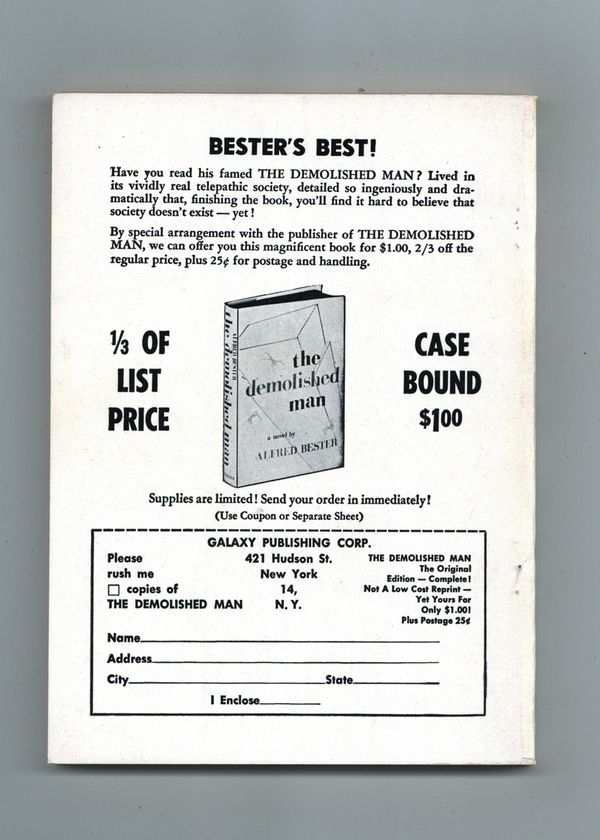 BESTER'S BEST!
Have you read his famed THE DEMOLISHED MAN? Lived in
its vividly real telepathic society, detailed so ingeniously and dra-
matically that, finishing the book, you'll find it hard to believe that
society doesn't exist — yet!
By special arrangement with the publisher of THE DEMOLISHED
MAN, we can offer you this magnificent book for $1.00, 2/3 off the
regular price, plus 25¢ for postage and handling.
1/3 OF
LIST
PRICE
the demolished man
ALFRED BESTER
the
demolished
man
a novel by
ALFRED BESTER
CASE
BOUND
$1.00
Supplies are limited! Send your order in immediately!
(Use Coupon or Separate Sheet)
GALAXY PUBLISHING CORP.
Please
rush me
copies of
THE DEMOLISHED MAN
421 Hudson St.
New York
14,
N. Y.
THE DEMOLISHED MAN
The Original
Edition — Complete!
Not A Low Cost Reprint —
Yet Yours For
Only $1.00!
Plus Postage 25¢
Name
Address
City State
I Enclose